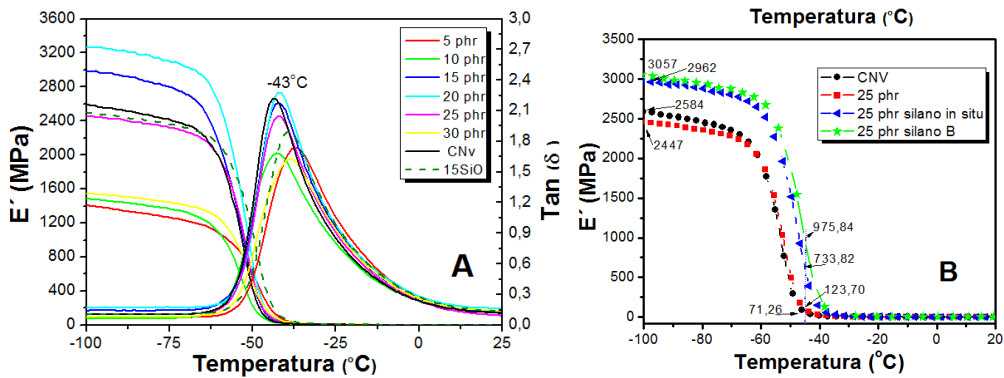 3600
3200
2800
2400
2000
1600
1200
800
400
0
E´ (MPa)
-100
-75
-50
-25
0
25
Temperatura (°C)
3,0
2,7
2,4
2,1
1,8
1,5
1,2
0,9
0,6
0,3
0,0
Tan (δ)
-43°C
5 phr
10 phr
15 phr
20 phr
25 phr
30 phr
CNv
15SiO
A
Temperatura (°C)
3500
3000
2500
2000
1500
1000
500
0
E´ (MPa)
-100
-80
-60
-40
-20
0
20
Temperatura (°C)
CNV
25 phr
25 phr silano in situ
25 phr silano B
3057
2962
2584
2447
975,84
733,82
123,70
71,26
B